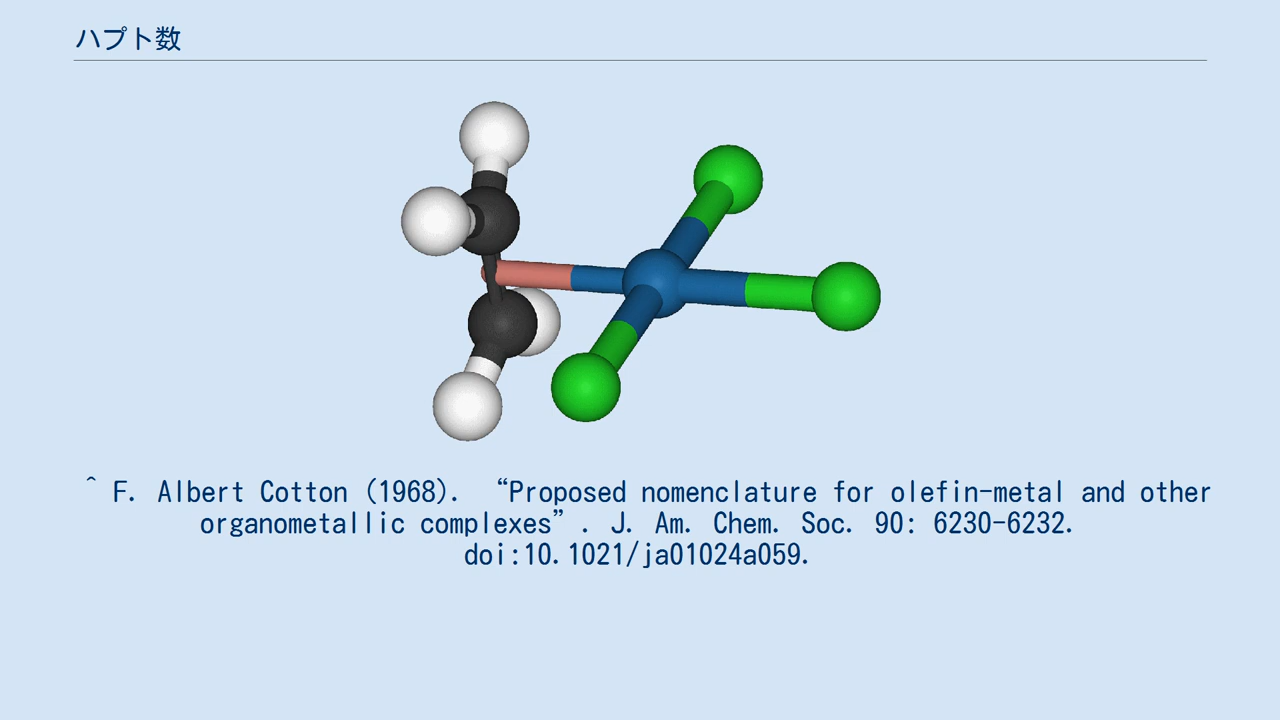 ハプト数
^ F. Albert Cotton (1968). “Proposed nomenclature for olefin-metal and other
organometallic complexes”. J. Am. Chem. Soc. 90: 6230-6232.
doi:10.1021/ja01024a059.